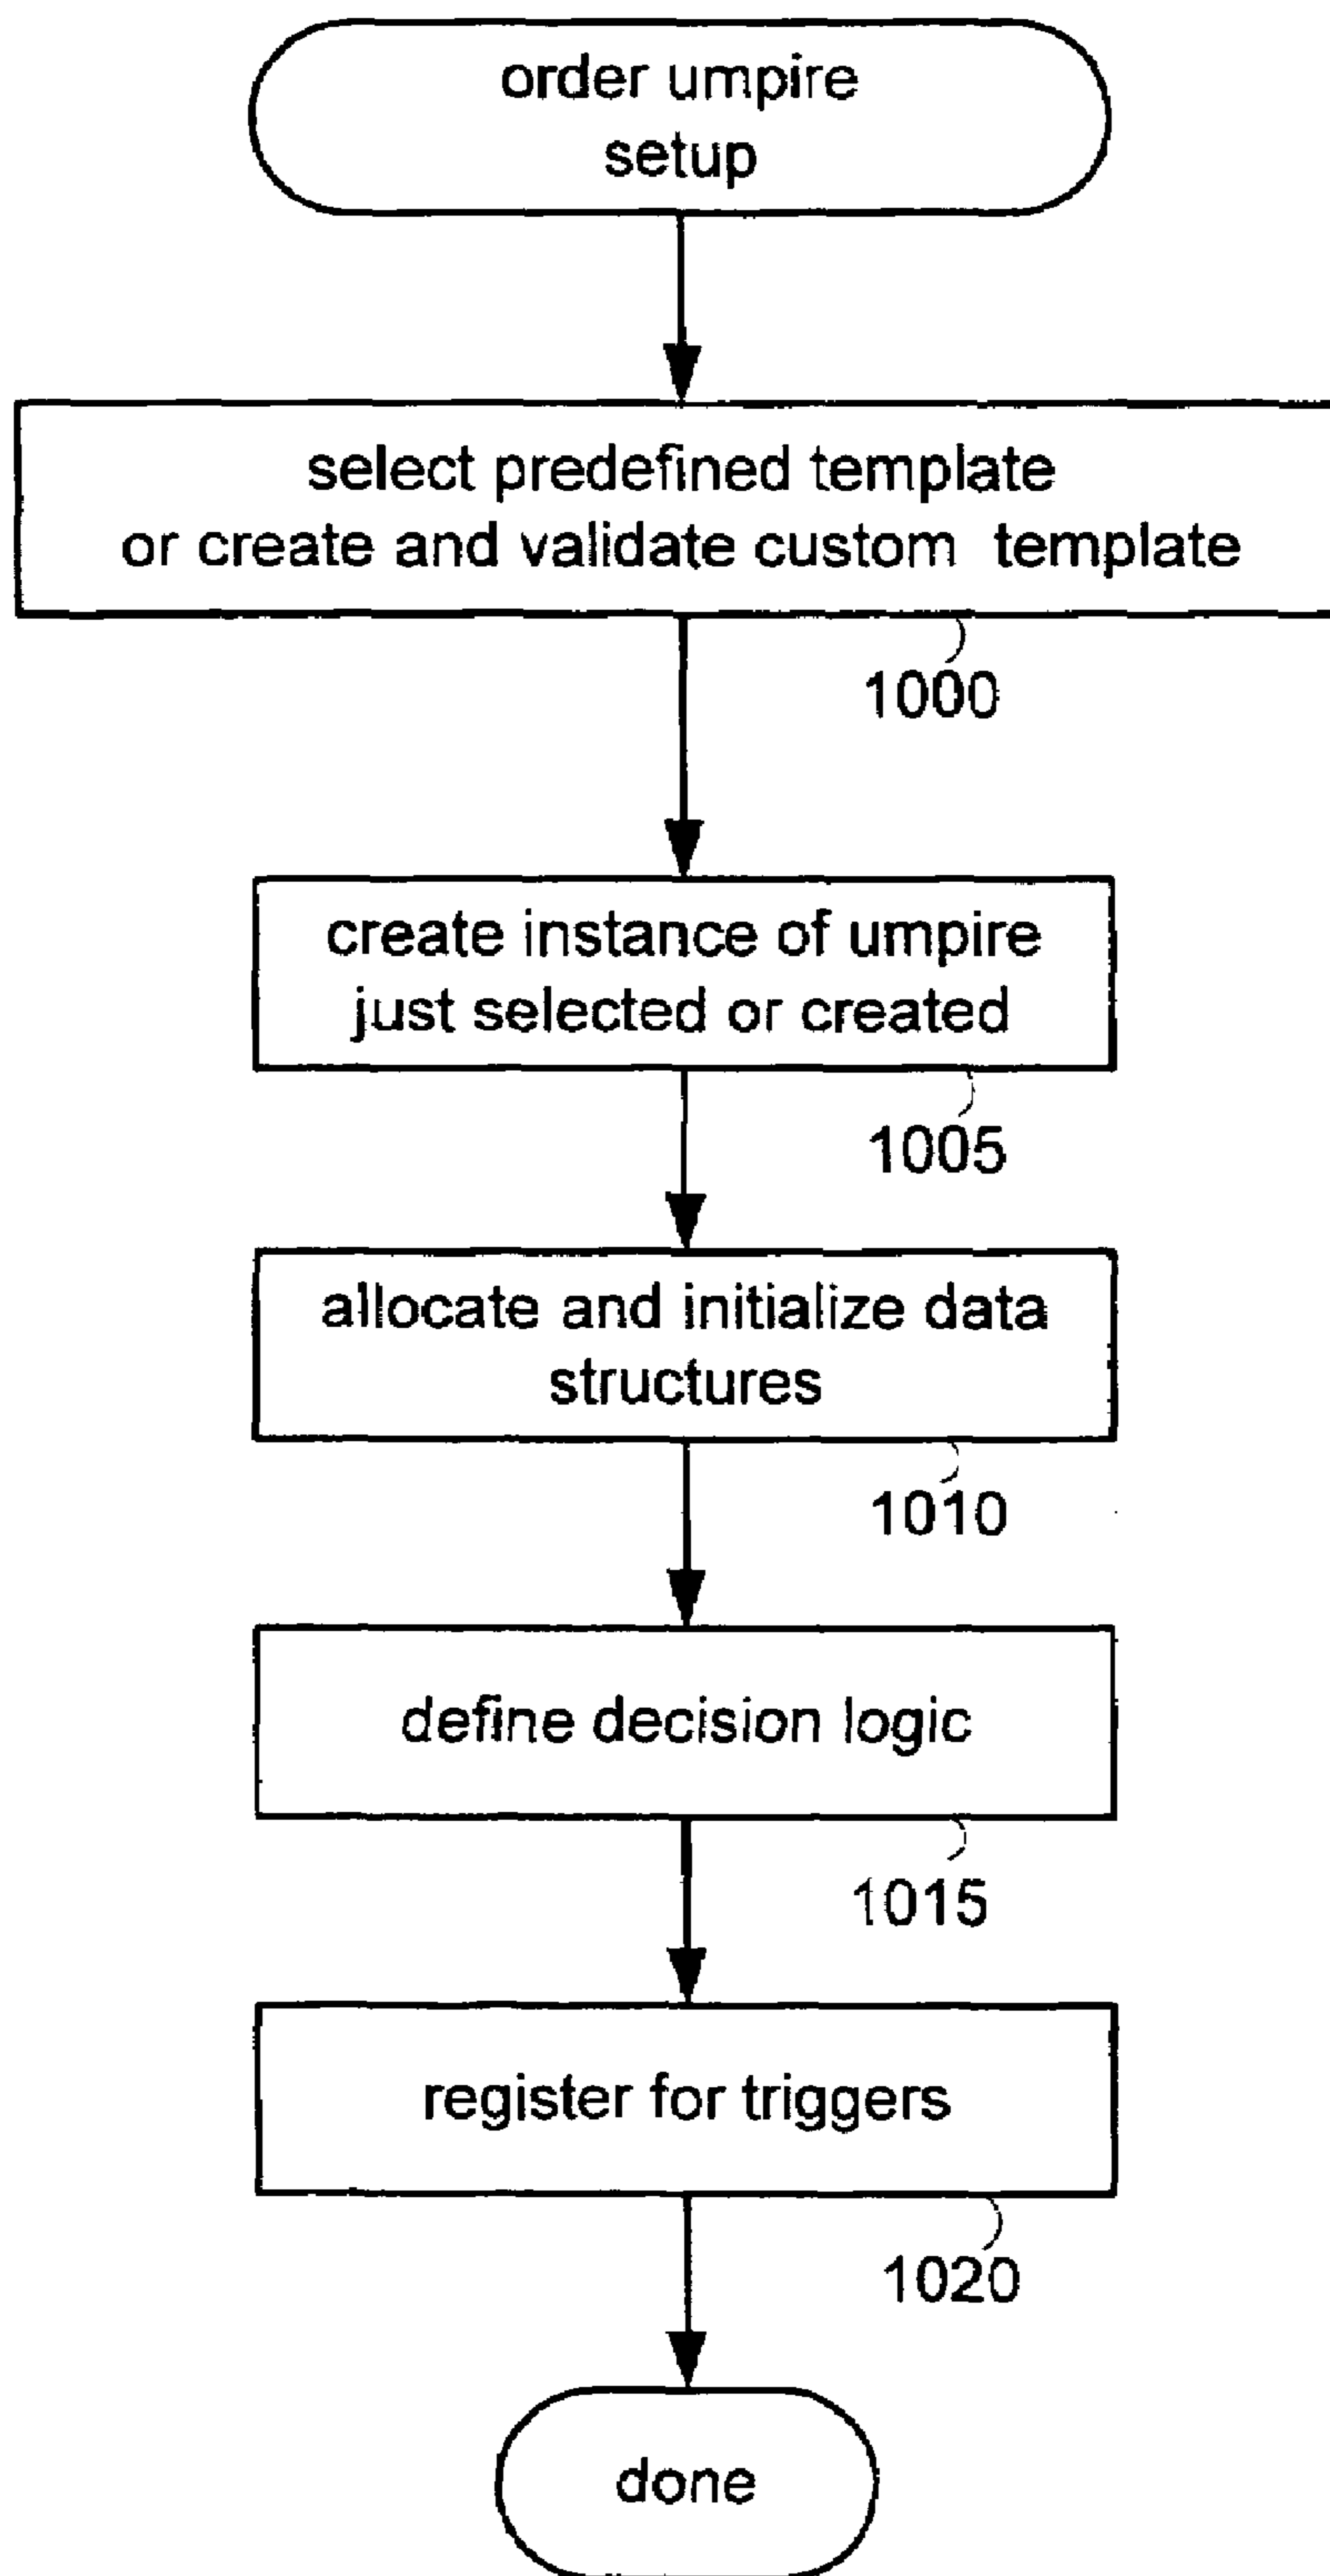 order umpire
setup
select predefined template
or create and validate custom template
1000
create instance of umpire
just selected or created
1005
allocate and initialize data
structures
1010
define decision logic
1015
register for triggers
1020
done